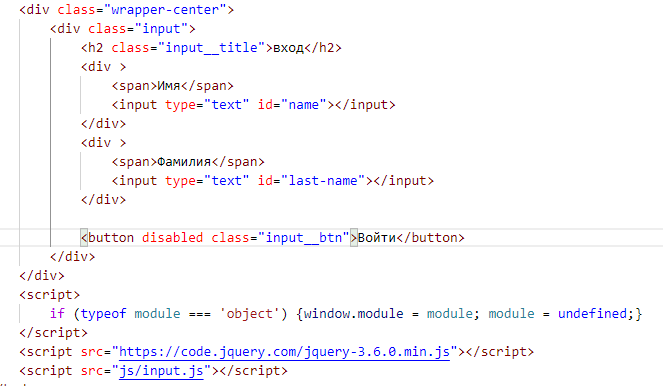 <div class="wrapper-center">
<div class="input">
<h2 class="input__title">вход</h2>
<div >
<span>Имя</span>
<input type="text" id="name"></input>
</div>
<div >
<span>Фамилия</span>
<input type="text" id="last-name"></input>
</div>
<button disabled class="input__btn">Войти</button>
</div>
</div>
<script>
if (typeof module === 'object') {window.module = module; module = undefined;}
</script>
<script src="https://code.jquery.com/jquery-3.6.0.min.js"></script>
<script src="js/input.js"></script>